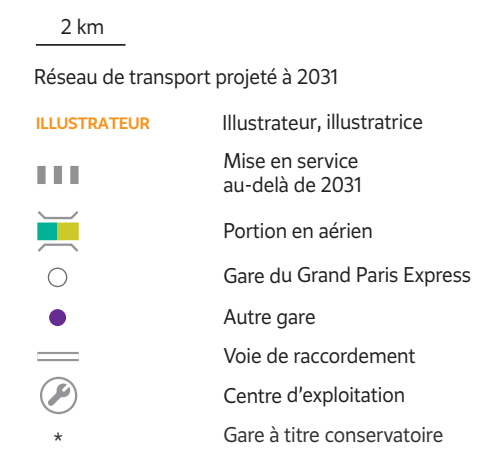 2 km
Réseau de transport projeté à 2031
ILLUSTRATEUR Illustrateur, illustratrice
Mise en service
au-delà de 2031
Portion en aérien
Gare du Grand Paris Express
Autre gare
Voie de raccordement
Centre d'exploitation
* Gare à titre conservatoire